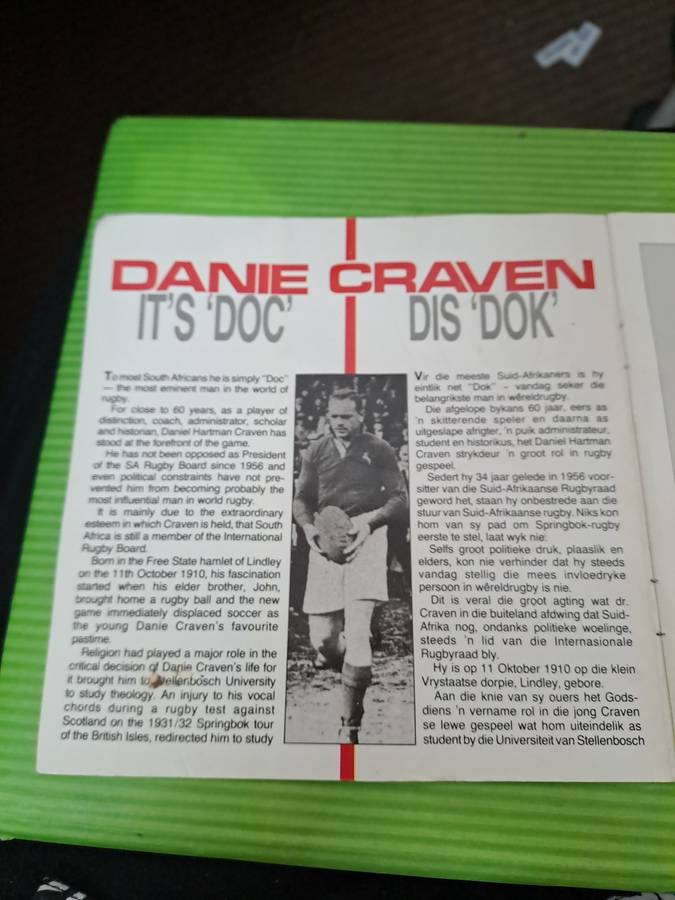 DANIE CRAVEN
IT'S 'DOC'
DIS 'DOK'
To most South Africans he is simply "Doc"
— the most eminent man in the world of
rugby.
For close to 60 years, as a player of
distinction, coach, administrator, scholar
and historian, Daniel Hartman Craven has
stood at the forefront of the game.
He has not been opposed as President
of the SA Rugby Board since 1956 and
even political constraints have not pre-
vented him from becoming probably the
most influential man in world rugby.
It is mainly due to the extraordinary
esteem in which Craven is held, that South
Africa is still a member of the International
Rugby Board.
Born in the Free State hamlet of Lindley
on the 11th October 1910, his fascination
started when his elder brother, John,
brought home a rugby ball and the new
game immediately displaced soccer as
the young Danie Craven's favourite
pastime.
Religion had played a major role in the
critical decision of Danie Craven's life for
it brought him to Stellenbosch University
to study theology. An injury to his vocal
chords during a rugby test against
Scotland on the 1931/32 Springbok tour
of the British Isles, redirected him to study
Vir die meeste Suid-Afrikaners is hy
eintlik net "Dok" – vandag seker die
belangrikste man in wêreldrugby.
Die afgelope bykans 60 jaar, eers as
'n skitterende speler en daarna as
uitgeslape afrigter, 'n puik administrateur,
student en historikus, het Daniel Hartman
Craven strykdeur 'n groot rol in rugby
gespeel.
Sedert hy 34 jaar gelede in 1956 voor-
sitter van die Suid-Afrikaanse Rugbyraad
geword het, staan hy onbestrede aan die
stuur van Suid-Afrikaanse rugby. Niks kon
hom van sy pad om Springbok-rugby
eerste te stel, laat wyk nie:
Selfs groot politieke druk, plaaslik en
elders, kon nie verhinder dat hy steeds
vandag stellig die mees invloedryke
persoon in wêreldrugby is nie.
Dit is veral die groot agting wat dr.
Craven in die buiteland afdwing dat Suid-
Afrika nog, ondanks politieke woelinge,
steeds 'n lid van die Internasionale
Rugbyraad bly.
Hy is op 11 Oktober 1910 op die klein
Vrystaatse dorpie, Lindley, gebore.
Aan die knie van sy ouers het Gods-
diens 'n vername rol in die jong Craven
se lewe gespeel wat hom uiteindelik as
student by die Universiteit van Stellenbosch